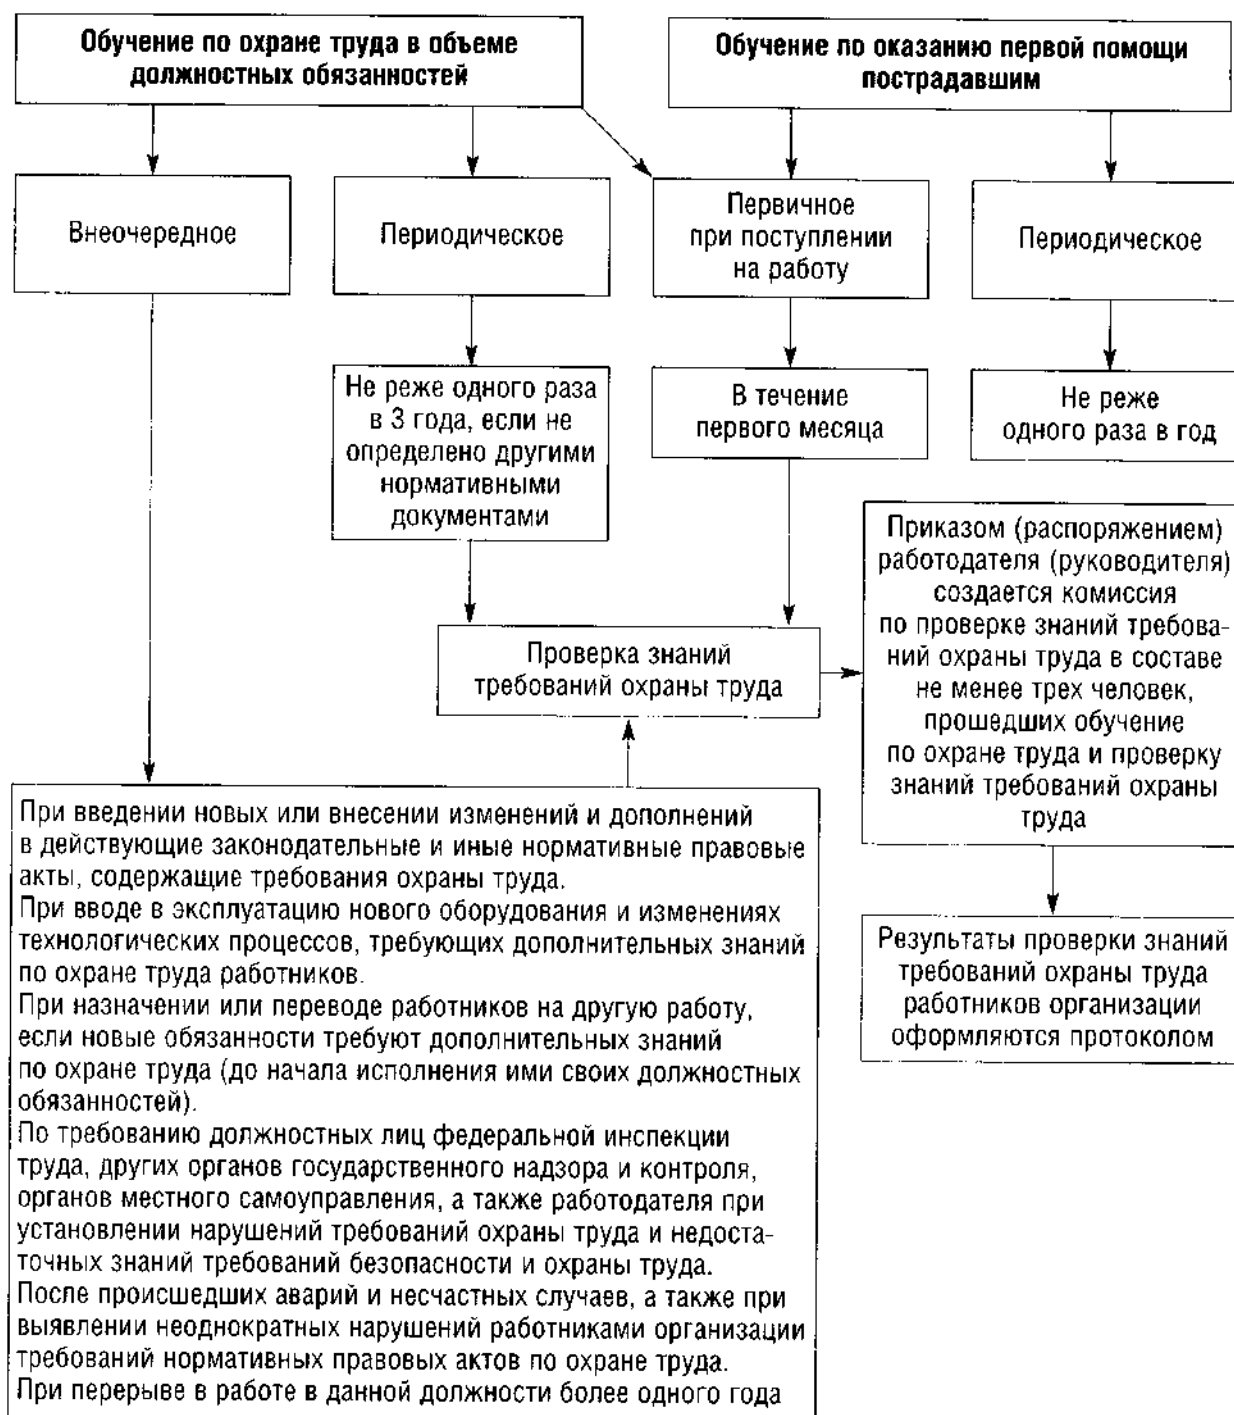 Обучение по охране труда в объеме
должностных обязанностей
Обучение ло оказанию первой помощи
пострадавшим
Внеочередное
Периодическое
Первичное
при поступлении
на работу
Периодическое
Не реже одного раза
в 3 года, если не
определено другими
нормативными
документами
В течение
первого месяца
Не реже
одного раза в год
Проверка знаний
требований охраны труда
Приказом (распоряжением)
работодателя (руководителя)
создается комиссия
по проверке знаний требова-
ний охраны труда в составе
не менее трех человек,
прошедших обучение
по охране труда и проверку
знаний требований охраны
труда
Результаты проверки знаний
требований охраны труда
работников организации
оформляются протоколом
При введении новых или внесении изменений и дополнений
в действующие законодательные и иные нормативные правовые
акты, содержащие требования охраны труда.
При вводе в эксплуатацию нового оборудования и изменениях
технологических процессов, требующих дополнительных знаний
по охране труда работников.
При назначении или переводе работников на другую работу,
если новые обязанности требуют дополнительных знаний
по охране труда (до начала исполнения ими своих должностных
обязанностей).
По требованию должностных лиц федеральной инспекции
труда, других органов государственного надзора и контроля,
органов местного самоуправления, а также работодателя при
установлении нарушений требований охраны труда и недоста-
точных знаний требований безопасности и охраны труда.
После происшедших аварий и несчастных случаев, а также при
выявлении неоднократных нарушений работниками организации
требований нормативных правовых актов по охране труда.
При перерыве в работе в данной должности более одного года